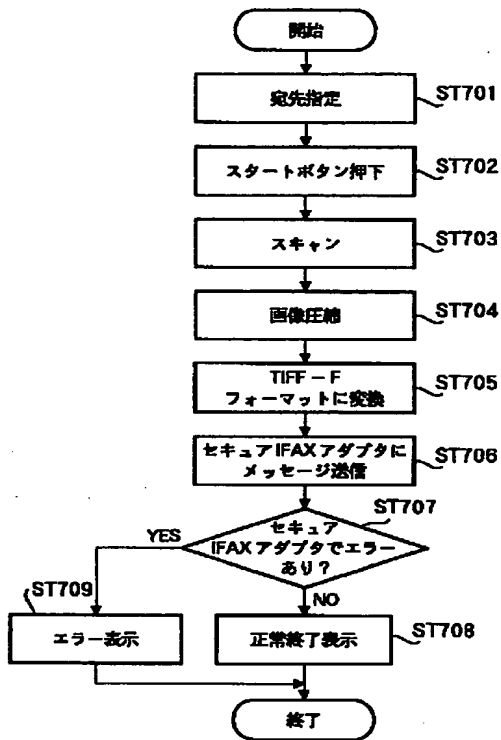 開始
宛先指定
ST701
スタートボタン押下
ST702
スキャン
ST703
画像圧縮
ST704
TIFF－F
フォーマットに変換
ST705
セキュアIFAXアダプタに
メッセージ送信
ST706
セキュア
IFAXアダプタでエラー
あり？
ST707
YES
NO
ST709
エラー表示
正常終了表示
ST708
終了